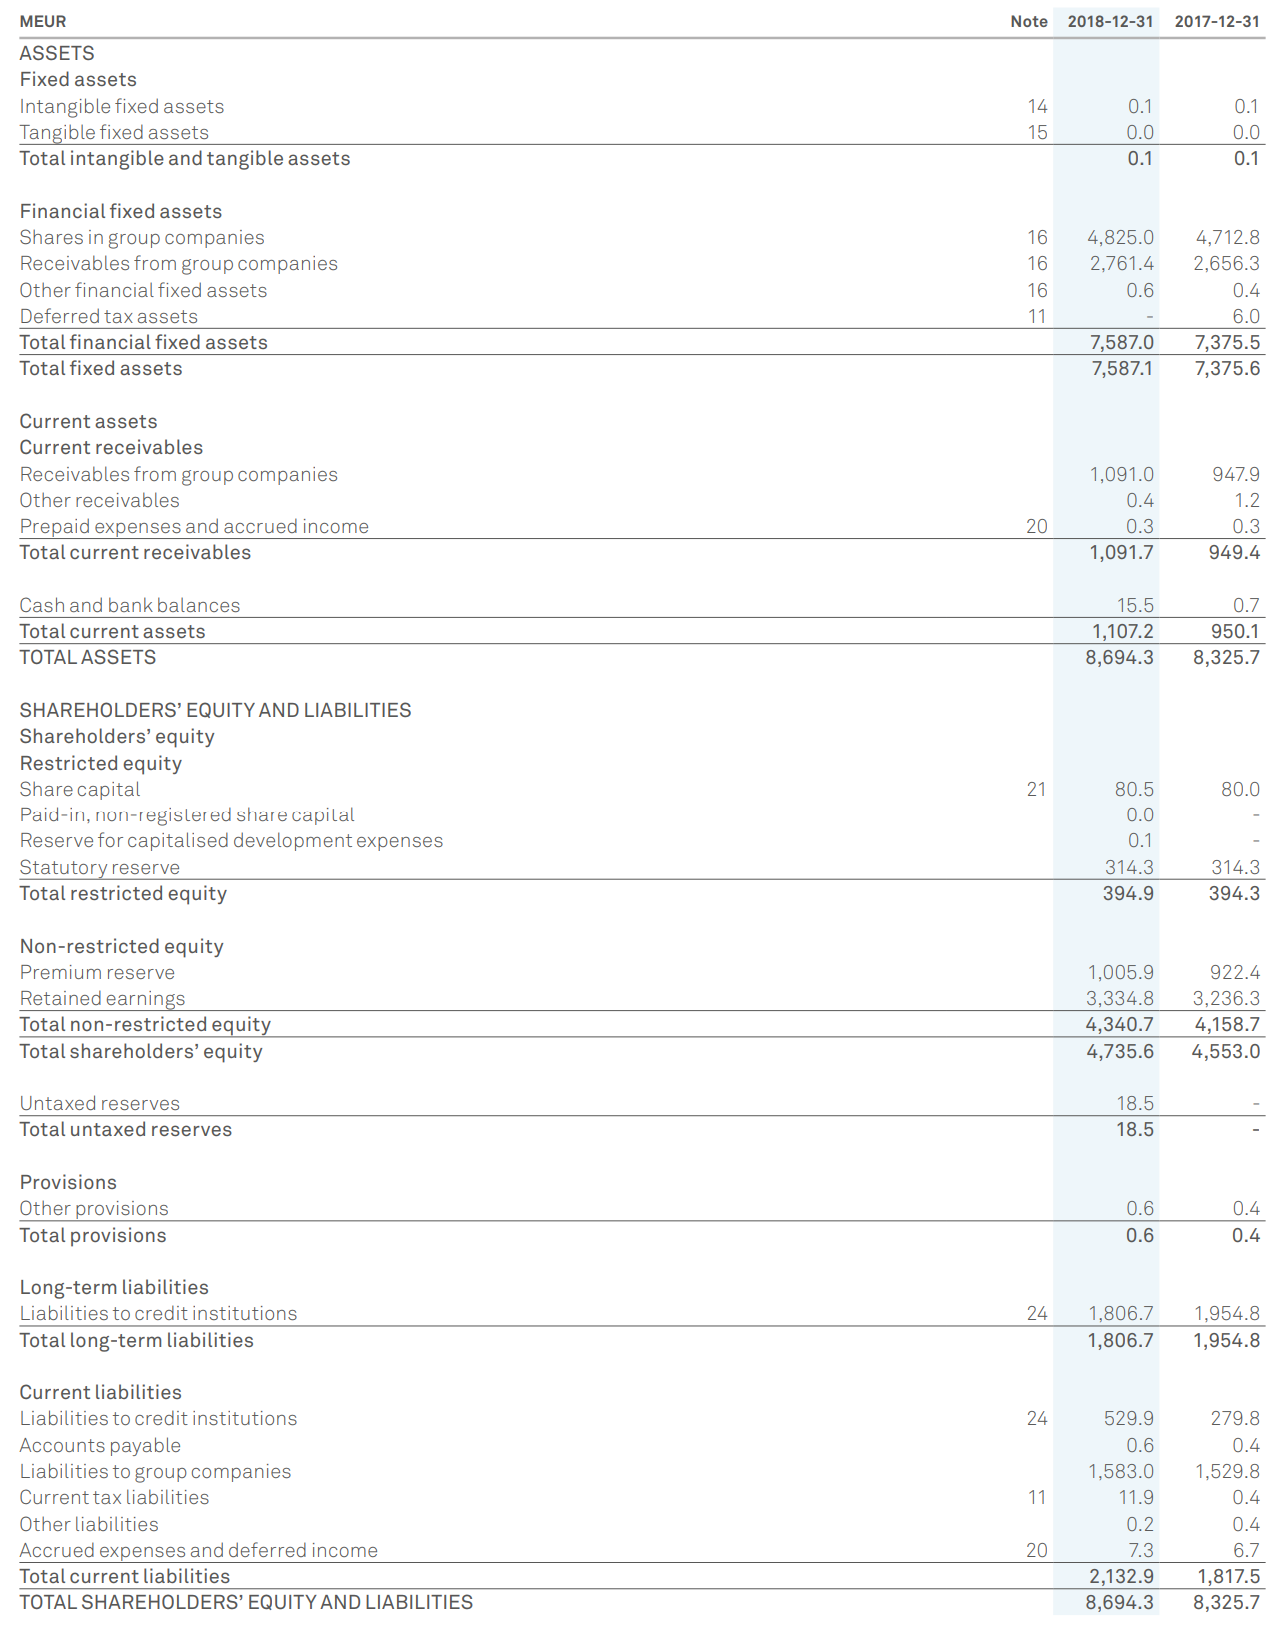 MEUR Note 2018-12-31 2017-12-31
ASSETS
Fixed assets
Intangible fixed assets 14 0.1 0.1
Tangible fixed assets 15 0.0 0.0
Total intangible and tangible assets 0.1 0.1
Financial fixed assets
Shares in group companies 16 4,825.0 4,712.8
Receivables from group companies 16 2,761.4 2,656.3
Other financial fixed assets 16 0.6 0.4
Deferred tax assets 11 - 6.0
Total financial fixed assets 7,587.0 7,375.5
Total fixed assets 7,587.1 7,375.6
Current assets
Current receivables
Receivables from group companies 1,091.0 947.9
Other receivables 0.4 1.2
Prepaid expenses and accrued income 20 0.3 0.3
Total current receivables 1,091.7 949.4
Cash and bank balances 15.5 0.7
Total current assets 1,107.2 950.1
TOTAL ASSETS 8,694.3 8,325.7
SHAREHOLDERS’ EQUITY AND LIABILITIES
Shareholders’ equity
Restricted equity
Share capital 21 80.5 80.0
Paid-in, non-registered share capital 0.0 -
Reserve for capitalised development expenses 0.1 -
Statutory reserve 314.3 314.3
Total restricted equity 394.9 394.3
Non-restricted equity
Premium reserve 1,005.9 922.4
Retained earnings 3,334.8 3,236.3
Total non-restricted equity 4,340.7 4,158.7
Total shareholders’ equity 4,735.6 4,553.0
Untaxed reserves 18.5 -
Total untaxed reserves 18.5 -
Provisions
Other provisions 0.6 0.4
Total provisions 0.6 0.4
Long-term liabilities
Liabilities to credit institutions 24 1,806.7 1,954.8
Total long-term liabilities 1,806.7 1,954.8
Current liabilities
Liabilities to credit institutions 24 529.9 279.8
Accounts payable 0.6 0.4
Liabilities to group companies 1,583.0 1,529.8
Current tax liabilities 11 11.9 0.4
Other liabilities 0.2 0.4
Accrued expenses and deferred income 20 7.3 6.7
Total current liabilities 2,132.9 1,817.5
TOTAL SHAREHOLDERS’ EQUITY AND LIABILITIES 8,694.3 8,325.7